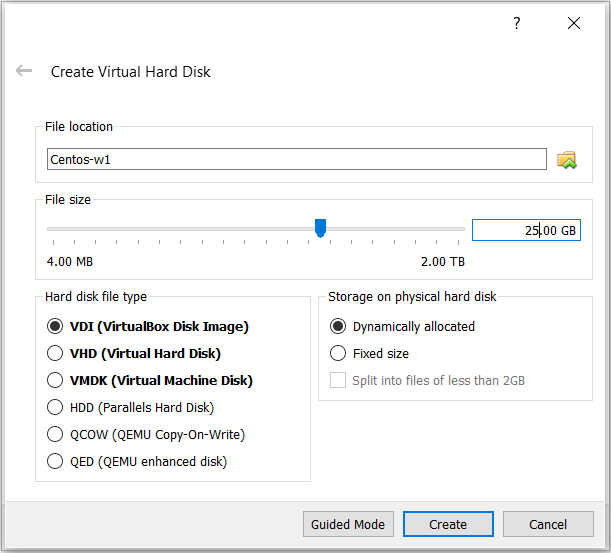 ?
Create Virtual Hard Disk
File location
Centos-w1
File size
25.00 GB
4.00 MB 2.00 TB
Hard disk file type
VDI (VirtualBox Disk Image)
VHD (Virtual Hard Disk)
VMDK (Virtual Machine Disk)
HDD (Parallels Hard Disk)
QCOW (QEMU Copy-On-Write)
QED (QEMU enhanced disk)
Storage on physical hard disk
Dynamically allocated
Fixed size
Split into files of less than 2GB
Guided Mode Create Cancel